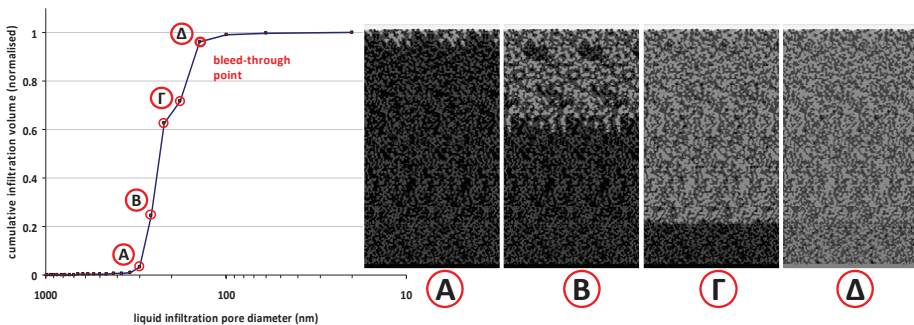 cumulative infiltration volume (normalised)
1
0.8
0.6
0.4
0.2
0
1000
100
10
liquid infiltration pore diameter (nm)
Δ
bleed-through
point
Γ
Β
Α
Α
Β
Γ
Δ